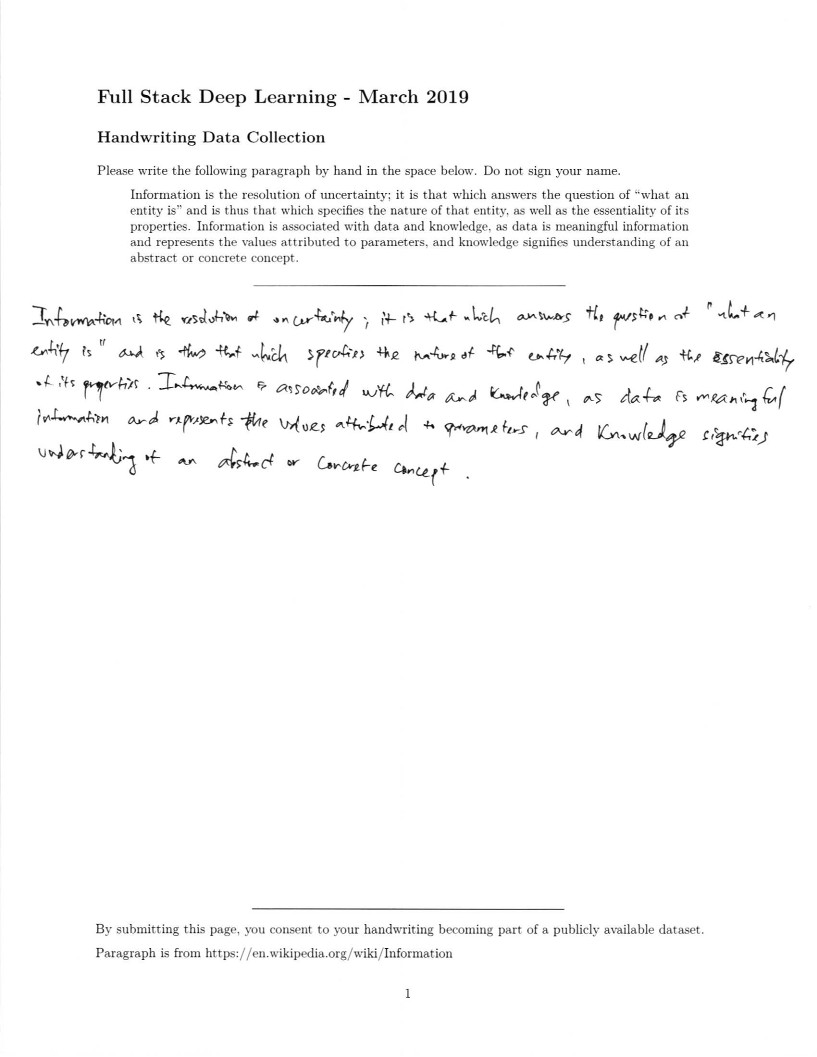 Full Stack Deep Learning - March 2019
Handwriting Data Collection
Please write the following paragraph by hand in the space below. Do not sign your name.
Information is the resolution of uncertainty; it is that which answers the question of “what an
entity is” and is thus that which specifies the nature of that entity, as well as the essentiality of its
properties. Information is associated with data and knowledge, as data is meaningful information
and represents the values attributed to parameters, and knowledge signifies understanding of an
abstract or concrete concept.
Information is the resolution of uncertainty ; it is that which answers the question of "what an
entity is" and is thus that which specifies the nature of that entity , as well as the essentiality
of its properties . Information is associated with data and knowledge , as data is meaningful
information and represents the values attributed to parameters , and knowledge signifies
understanding of an abstract or concrete concept .
By submitting this page, you consent to your handwriting becoming part of a publicly available dataset.
Paragraph is from https://en.wikipedia.org/wiki/Information
1